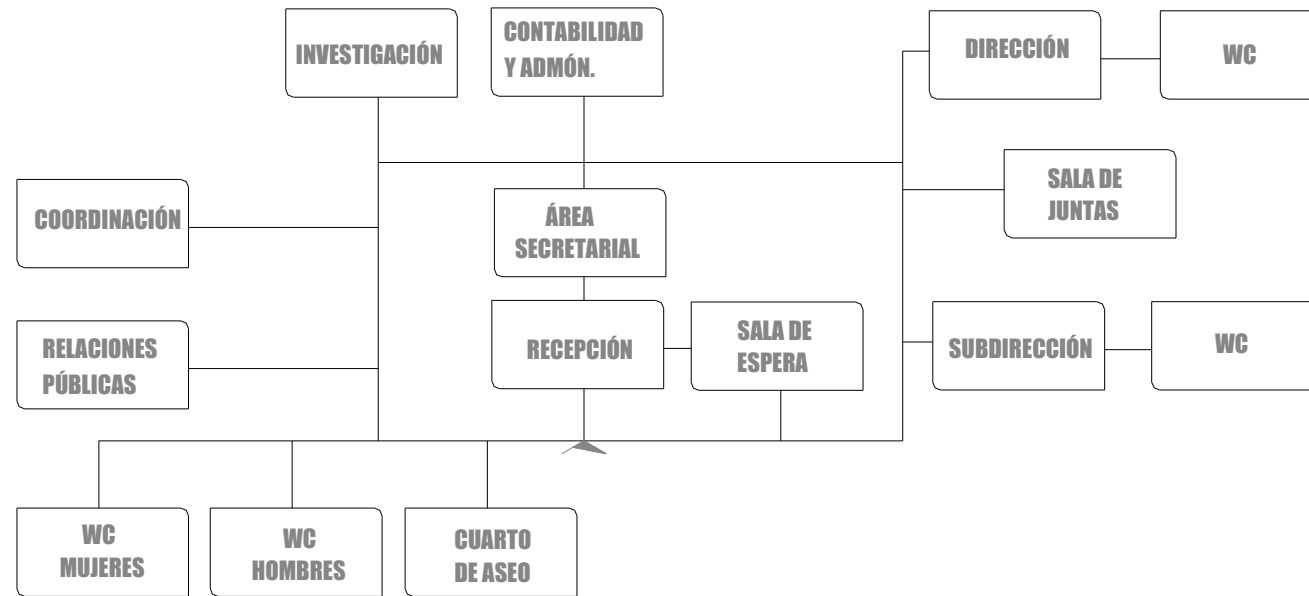 INVESTIGACIÓN
CONTABILIDAD
Y ADMÓN.
DIRECCIÓN
WC
SALA DE
JUNTAS
COORDINACIÓN
ÁREA
SECRETARIAL
RECEPCIÓN
SALA DE
ESPERA
SUBDIRECCIÓN
WC
RELACIONES
PÚBLICAS
WC
MUJERES
WC
HOMBRES
CUARTO
DE ASEO